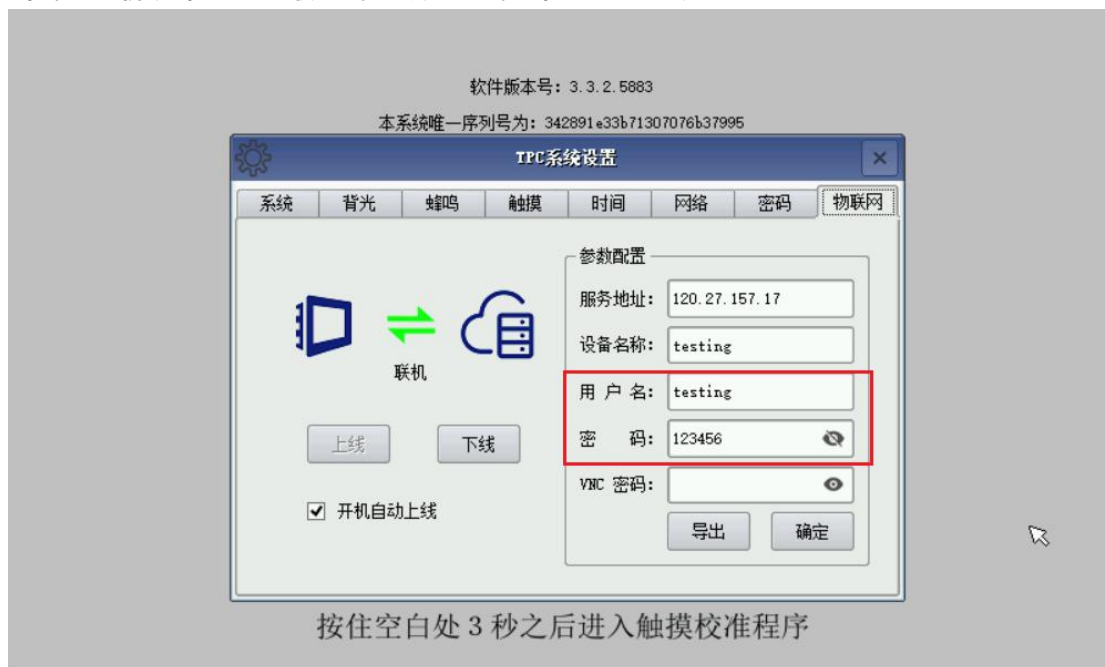 软件版本号: 3.3.2.5883
本系统唯一序列号为: 342891e33b71307076b37995
TPC系统设置
系统 背光 蜂鸣 触摸 时间 网络 密码 物联网
参数配置
服务地址: 120.27.157.17
设备名称: testing
联机
用户名: testing
上线 下线
密 码: 123456
VNC 密码:
开机自动上线
导出 确定
按住空白处 3 秒之后进入触摸校准程序